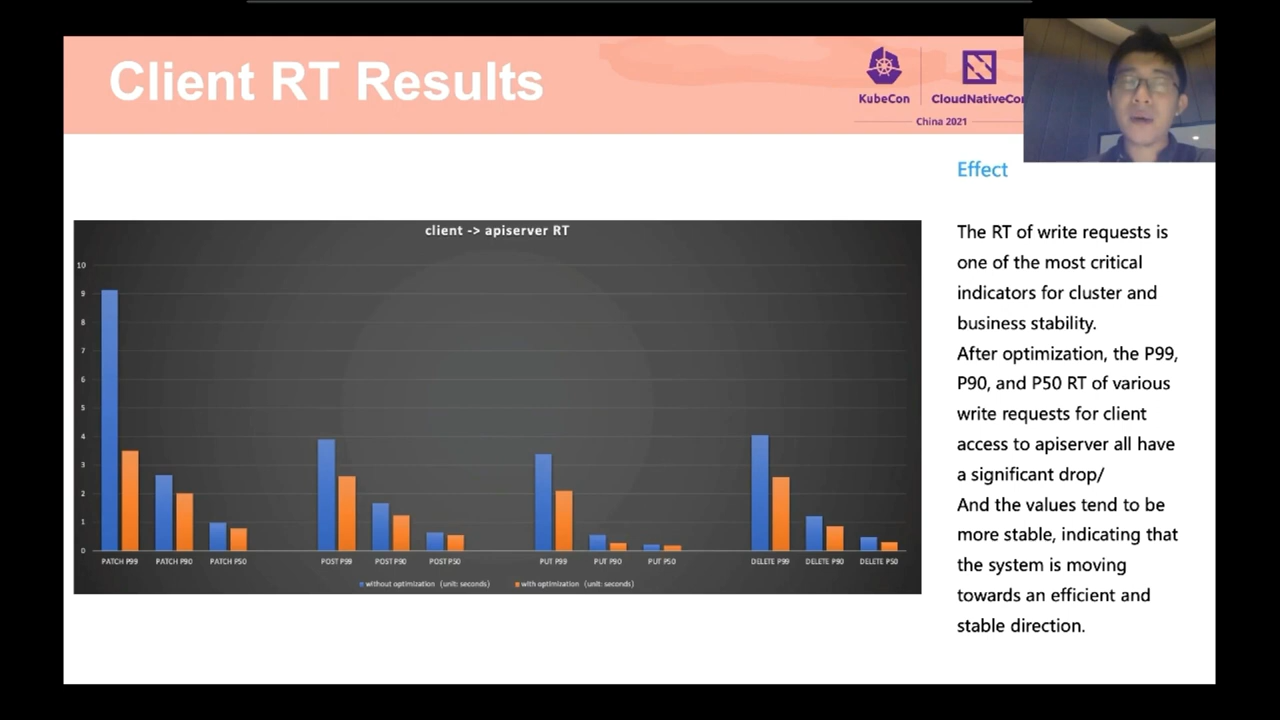 Client RT Results
KubeCon
CloudNativeCon
China 2021
Effect
client -> apiserver RT
10
9
8
7
6
5
4
3
2
1
0
PATCH P99 PATCH P90 PATCH P50 POST P99 POST P90 POST P50 PUT P99 PUT P90 PUT P50 DELETE P99 DELETE P90 DELETE P50
without optimization (unit: seconds) with optimization (unit: seconds)
The RT of write requests is
one of the most critical
indicators for cluster and
business stability.
After optimization, the P99,
P90, and P50 RT of various
write requests for client
access to apiserver all have
a significant drop/
And the values tend to be
more stable, indicating that
the system is moving
towards an efficient and
stable direction.